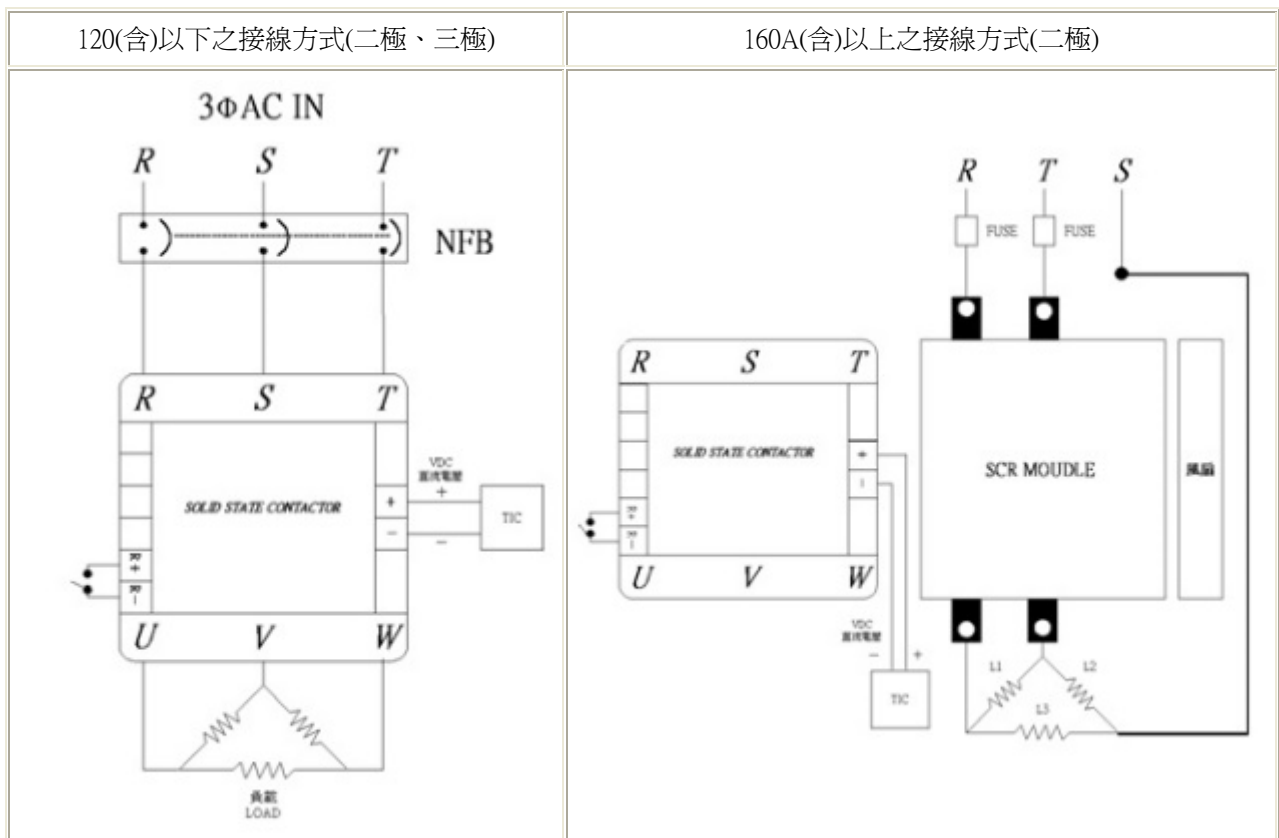 120(含)以下之接線方式(二極、三極)
160A(含)以上之接線方式(二極)
3ΦAC IN
R S T
NFB
R S T
SOLID STATE CONTACTOR
VDC
直流電壓
+
+
−
−
TIC
+
−
U V W
負載
LOAD
R T S
FUSE FUSE
R S T
SOLID STATE CONTACTOR
+
−
+
−
U V W
SCR MOUDLE
風扇
VDC
直流電壓
− +
TIC
L1 L2
L3